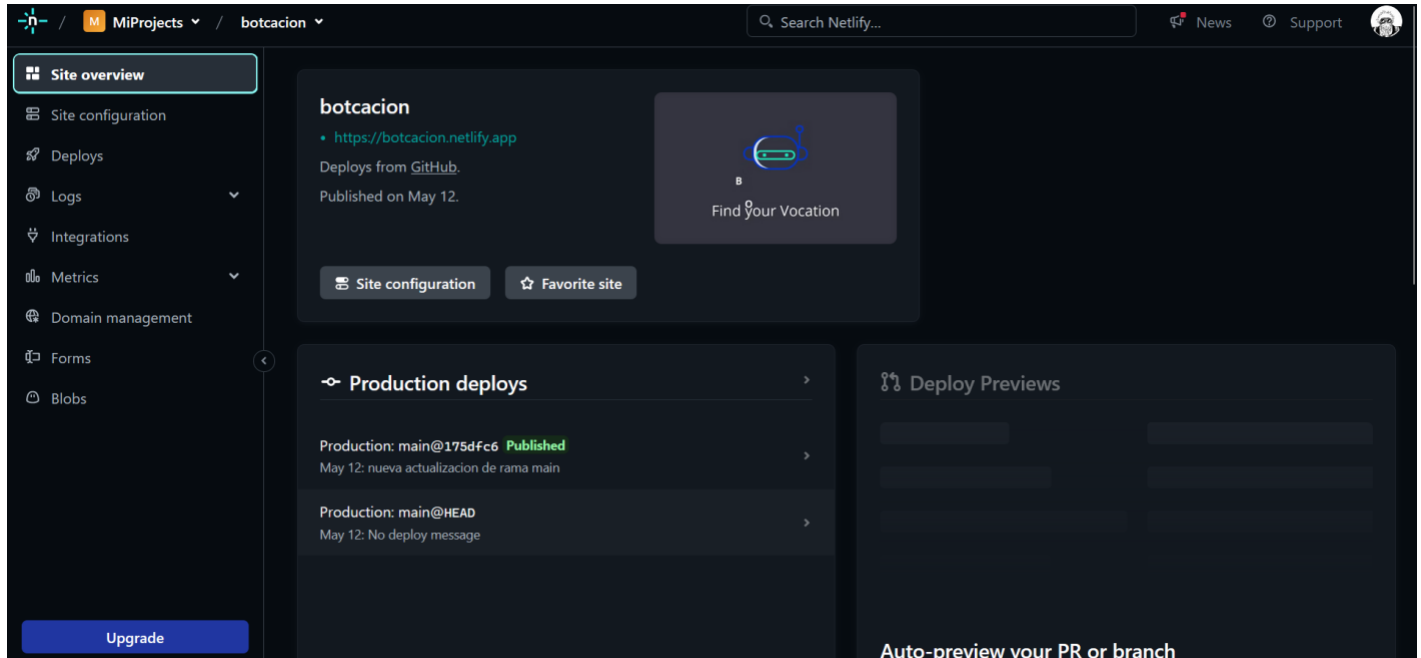 n / M MiProjects / botcacion
Search Netlify...
News
Support
Site overview
Site configuration
Deploys
Logs
Integrations
Metrics
Domain management
Forms
Blobs
Upgrade
botcacion
https://botcacion.netlify.app
Deploys from GitHub.
Published on May 12.
B
o
Find your Vocation
Site configuration
Favorite site
Production deploys
Production: main@175dfc6 Published
May 12: nueva actualizacion de rama main
Production: main@HEAD
May 12: No deploy message
Deploy Previews
Auto-preview your PR or branch